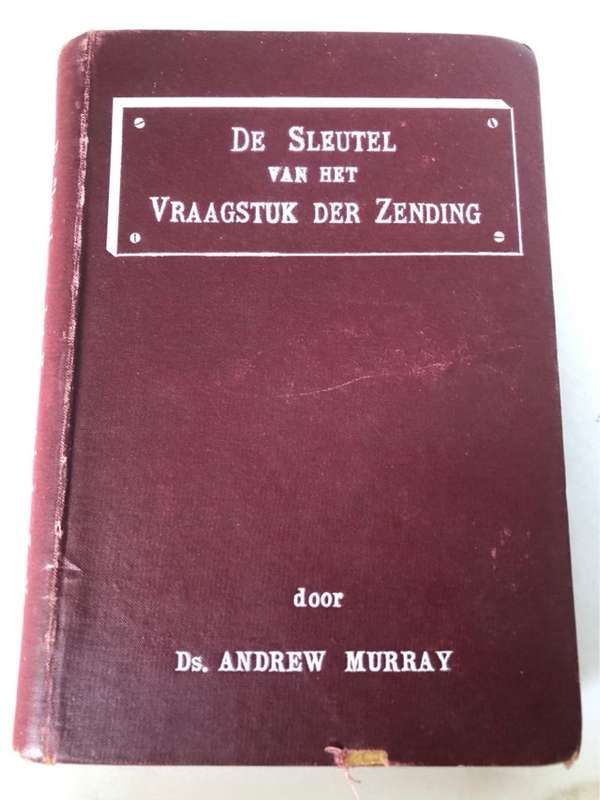 DE SLEUTEL
VAN HET
VRAAGSTUK DER ZENDING
door
Ds. ANDREW MURRAY